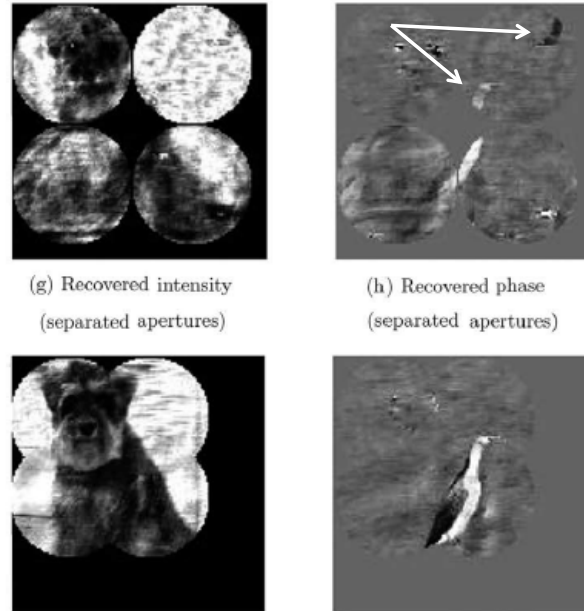 (g) Recovered intensity
(separated apertures)
(h) Recovered phase
(separated apertures)